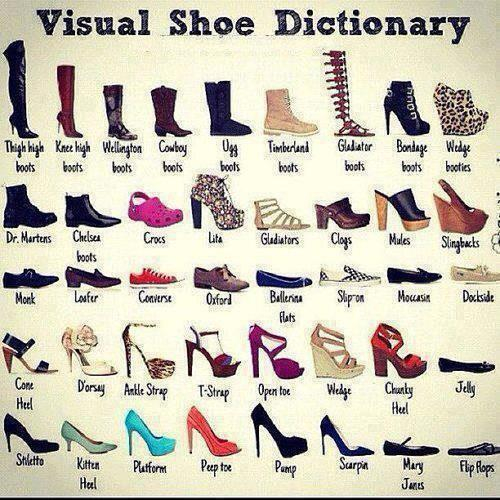 Visual Shoe Dictionary
Thigh high boots
Knee high boots
Wellington boots
Cowboy boots
Ugg boots
Timberland boots
Gladiator boots
Bondage boots
Wedge booties
Dr. Martens
Chelsea boots
Crocs
Lita
Gladiators
Clogs
Mules
Slingbacks
Monk
Loafer
Converse
Oxford
Ballerina flats
Slip-on
Moccasin
Dockside
Cone Heel
D'orsay
Ankle Strap
T-Strap
Open toe
Wedge
Chunky Heel
Jelly
Stiletto
Kitten Heel
Platform
Peep toe
Pump
Scarpin
Mary Janes
Flip flops